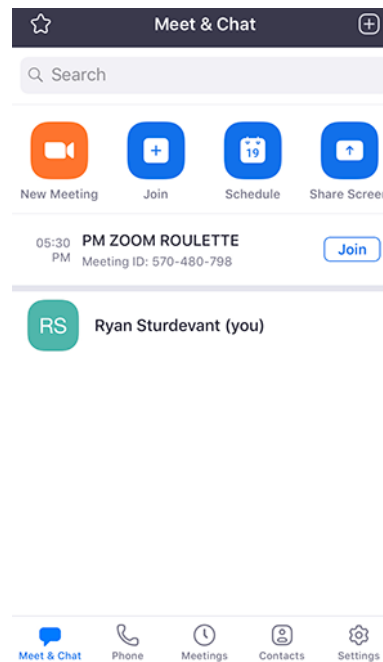 Meet & Chat
Search
19
New Meeting Join Schedule Share Screen
05:30 PM ZOOM ROULETTE Join
PM Meeting ID: 570-480-798
RS Ryan Sturdevant (you)
Meet & Chat Phone Meetings Contacts Settings